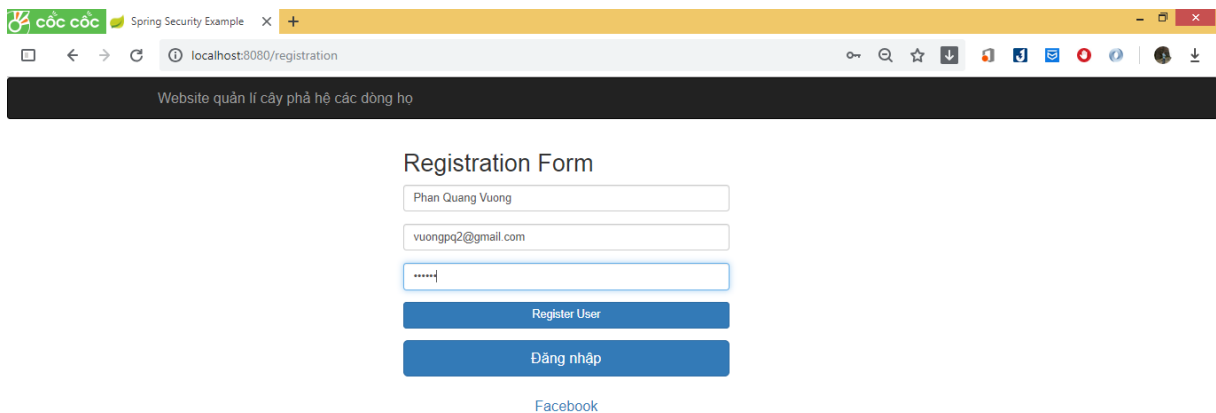 cốc cốc Spring Security Example
localhost:8080/registration
Website quản lí cây phả hệ các dòng họ
Registration Form
Phan Quang Vuong
vuongpq2@gmail.com
••••••
Register User
Đăng nhập
Facebook